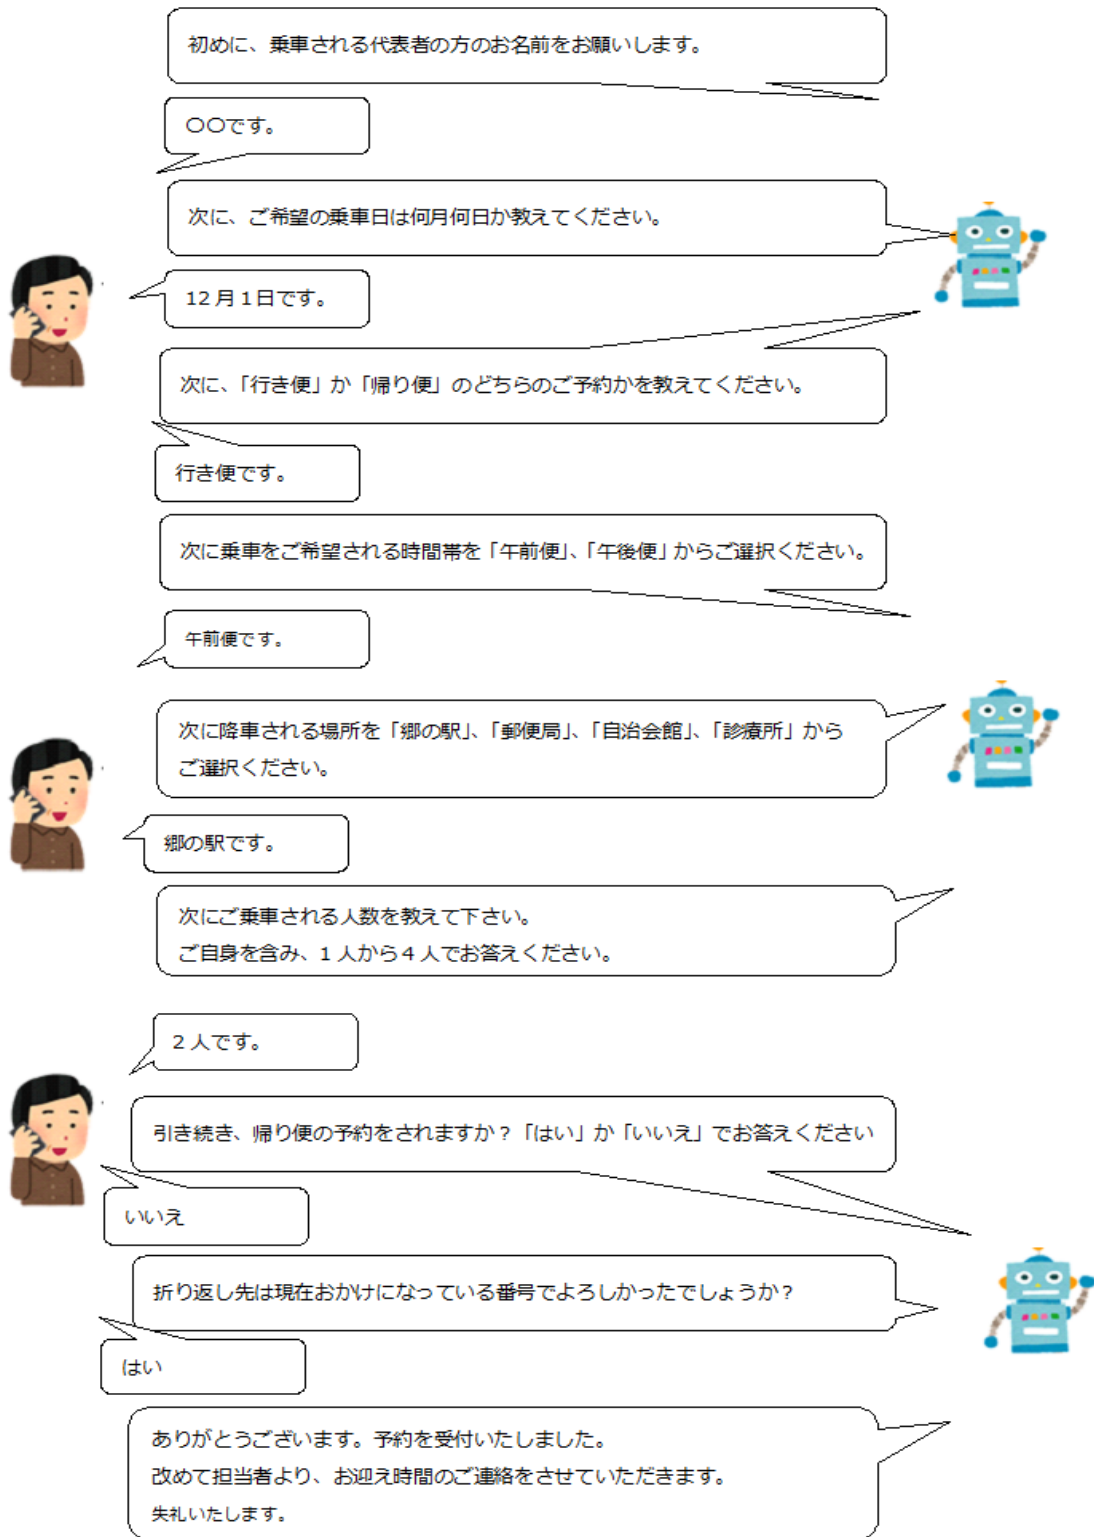 初めに、乗車される代表者の方のお名前をお願いします。
〇〇です。
次に、ご希望の乗車日は何月何日か教えてください。
12月1日です。
次に、「行き便」か「帰り便」のどちらのご予約かを教えてください。
行き便です。
次に乗車をご希望される時間帯を「午前便」、「午後便」からご選択ください。
午前便です。
次に降車される場所を「郷の駅」、「郵便局」、「自治会館」、「診療所」から
ご選択ください。
郷の駅です。
次にご乗車される人数を教えて下さい。
ご自身を含み、1人から4人でお答えください。
2人です。
引き続き、帰り便の予約をされますか？「はい」か「いいえ」でお答えください
いいえ
折り返し先は現在おかけになっている番号でよろしかったでしょうか？
はい
ありがとうございます。予約を受付いたしました。
改めて担当者より、お迎え時間のご連絡をさせていただきます。
失礼いたします。